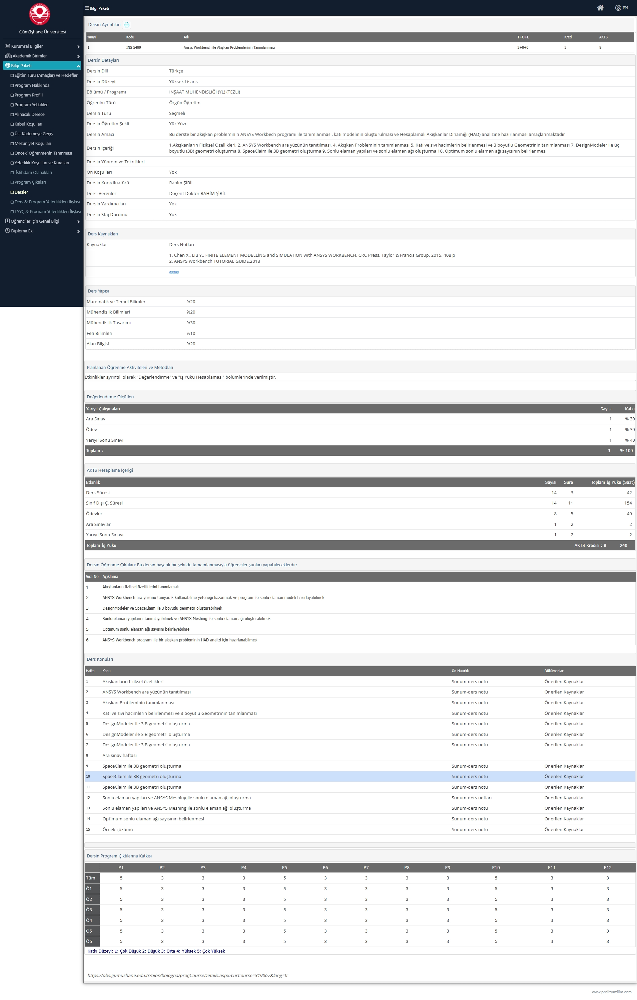 Gümüşhane Üniversitesi
Kurumsal Bilgiler
Akademik Birimler
Bilgi Paketi
Eğitim Türü (Amaçlar) ve Hedefler
Program Hakkında
Program Profili
Program Yetkilileri
Alınacak Derece
Kabul Koşulları
Üst Kademeye Geçiş
Mezuniyet Koşulları
Önceki Öğrenmenin Tanınması
Yeterlilik Koşulları ve Kuralları
İstihdam Olanakları
Program Çıktıları
Dersler
Ders & Program Yeterlilikleri İlişkisi
TYYÇ & Program Yeterlilikleri İlişkisi
Öğrenciler İçin Genel Bilgi
Diploma Eki
Bilgi Paketi EN
Dersin Ayrıntıları
Yarıyıl Kodu Adı T+U+L Kredi AKTS
1 INS 5409 Ansys Workbench ile Akışkan Problemlerinin Tanımlanması 3+0+0 3 8
Dersin Detayları
Dersin Dili Türkçe
Dersin Düzeyi Yüksek Lisans
Bölümü / Programı İNŞAAT MÜHENDİSLİĞİ (YL) (TEZLİ)
Öğrenim Türü Örgün Öğretim
Dersin Türü Seçmeli
Dersin Öğretim Şekli Yüz Yüze
Dersin Amacı Bu derste bir akışkan probleminin ANSYS Workbech programı ile tanımlanması, katı modelinin oluşturulması ve Hesaplamalı Akışkanlar Dinamiği (HAD) analizine hazırlanması amaçlanmaktadır
Dersin İçeriği 1.Akışkanların Fiziksel Özellikleri, 2. ANSYS Workbench ara yüzünün tanıtılması, 4. Akışkan Probleminin tanımlanması 5. Katı ve sıvı hacimlerin belirlenmesi ve 3 boyutlu Geometrinin tanımlanması 7. DesignModeler ile üç
boyutlu (3B) geometri oluşturma 8. SpaceClaim ile 3B geometri oluşturma 9. Sonlu elaman yapıları ve sonlu elaman ağı oluşturma 10. Optimum sonlu elaman ağı sayısının belirlenmesi
Dersin Yöntem ve Teknikleri
Ön Koşulları Yok
Dersin Koordinatörü Rahim ŞİBİL
Dersi Verenler Doçent Doktor RAHİM ŞİBİL
Dersin Yardımcıları Yok
Dersin Staj Durumu Yok
Ders Kaynakları
Kaynaklar Ders Notları
1. Chen X., Liu Y., FINITE ELEMENT MODELLİNG and SIMULATION with ANSYS WORKBENCH, CRC Press, Taylor & Francis Group, 2015, 408 p
2. ANSYS Workbench TUTORIAL GUIDE,2013
asdas
Ders Yapısı
Matematik ve Temel Bilimler %20
Mühendislik Bilimleri %20
Mühendislik Tasarımı %30
Fen Bilimleri %10
Alan Bilgisi %20
Planlanan Öğrenme Aktiviteleri ve Metodları
Etkinlikler ayrıntılı olarak "Değerlendirme" ve "İş Yükü Hesaplaması" bölümlerinde verilmiştir.
Değerlendirme Ölçütleri
Yarıyıl Çalışmaları Sayısı Katkı
Ara Sınav 1 % 30
Ödev 1 % 30
Yarıyıl Sonu Sınavı 1 % 40
Toplam : 3 % 100
AKTS Hesaplama İçeriği
Etkinlik Sayısı Süre Toplam İş Yükü (Saat)
Ders Süresi 14 3 42
Sınıf Dışı Ç. Süresi 14 11 154
Ödevler 8 5 40
Ara Sınavlar 1 2 2
Yarıyıl Sonu Sınavı 1 2 2
Toplam İş Yükü AKTS Kredisi : 8 240
Dersin Öğrenme Çıktıları: Bu dersin başarılı bir şekilde tamamlanmasıyla öğrenciler şunları yapabileceklerdir:
Sıra No Açıklama
1 Akışkanların fiziksel özelliklerini tanımlamak
2 ANSYS Workbench ara yüzünü tanıyarak kullanabilme yeteneği kazanmak ve program ile sonlu elaman modeli hazırlayabilmek
3 DesignModeler ve SpaceClaim ile 3 boyutlu geometri oluşturabilmek
4 Sonlu elaman yapılarını tanımlayabilmek ve ANSYS Meshing ile sonlu elaman ağı oluşturabilmek
5 Optimum sonlu elaman ağı sayısını belirleyebilme
6 ANSYS Workbench programı ile bir akışkan probleminin HAD analizi için hazırlanabilmesi
Ders Konuları
Hafta Konu Ön Hazırlık Dökümanlar
1 Akışkanların fiziksel özellikleri Sunum-ders notu Önerilen Kaynaklar
2 ANSYS Workbench ara yüzünün tanıtılması Sunum-ders notu Önerilen Kaynaklar
3 Akışkan Probleminin tanımlanması Sunum-ders notu Önerilen Kaynaklar
4 Katı ve sıvı hacimlerin belirlenmesi ve 3 boyutlu Geometrinin tanımlanması Sunum-ders notu Önerilen Kaynaklar
5 DesignModeler ile 3 B geometri oluşturma Sunum-ders notu Önerilen Kaynaklar
6 DesignModeler ile 3 B geometri oluşturma Sunum-ders notu Önerilen Kaynaklar
7 DesignModeler ile 3 B geometri oluşturma Sunum-ders notu Önerilen Kaynaklar
8 Ara sınav haftası
9 SpaceClaim ile 3B geometri oluşturma Sunum-ders notu Önerilen Kaynaklar
10 SpaceClaim ile 3B geometri oluşturma Sunum-ders notu Önerilen Kaynaklar
11 SpaceClaim ile 3B geometri oluşturma Sunum-ders notu Önerilen Kaynaklar
12 Sonlu elaman yapıları ve ANSYS Meshing ile sonlu elaman ağı oluşturma Sunum-ders notları Önerilen Kaynaklar
13 Sonlu elaman yapıları ve ANSYS Meshing ile sonlu elaman ağı oluşturma Sunum-ders notu Önerilen Kaynaklar
14 Optimum sonlu elaman ağı sayısının belirlenmesi Sunum-ders notu Önerilen Kaynaklar
15 Örnek çözümü Sunum-ders notu Önerilen Kaynaklar
Dersin Program Çıktılarına Katkısı
P1 P2 P3 P4 P5 P6 P7 P8 P9 P10 P11 P12
Tüm 5 3 3 3 5 3 3 3 3 5 3 3
Ö1 5 3 3 3 5 3 3 3 3 5 3 3
Ö2 5 3 3 3 5 3 3 3 3 5 3 3
Ö3 5 3 3 3 5 3 3 3 3 5 3 3
Ö4 5 3 3 3 5 3 3 3 3 5 3 3
Ö5 5 3 3 3 5 3 3 3 3 5 3 3
Ö6 5 3 3 3 5 3 3 3 3 5 3 3
Katkı Düzeyi: 1: Çok Düşük 2: Düşük 3: Orta 4: Yüksek 5: Çok Yüksek
https://obs.gumushane.edu.tr/oibs/bologna/progCourseDetails.aspx?curCourse=319067&lang=tr
www.prolizyazilim.com